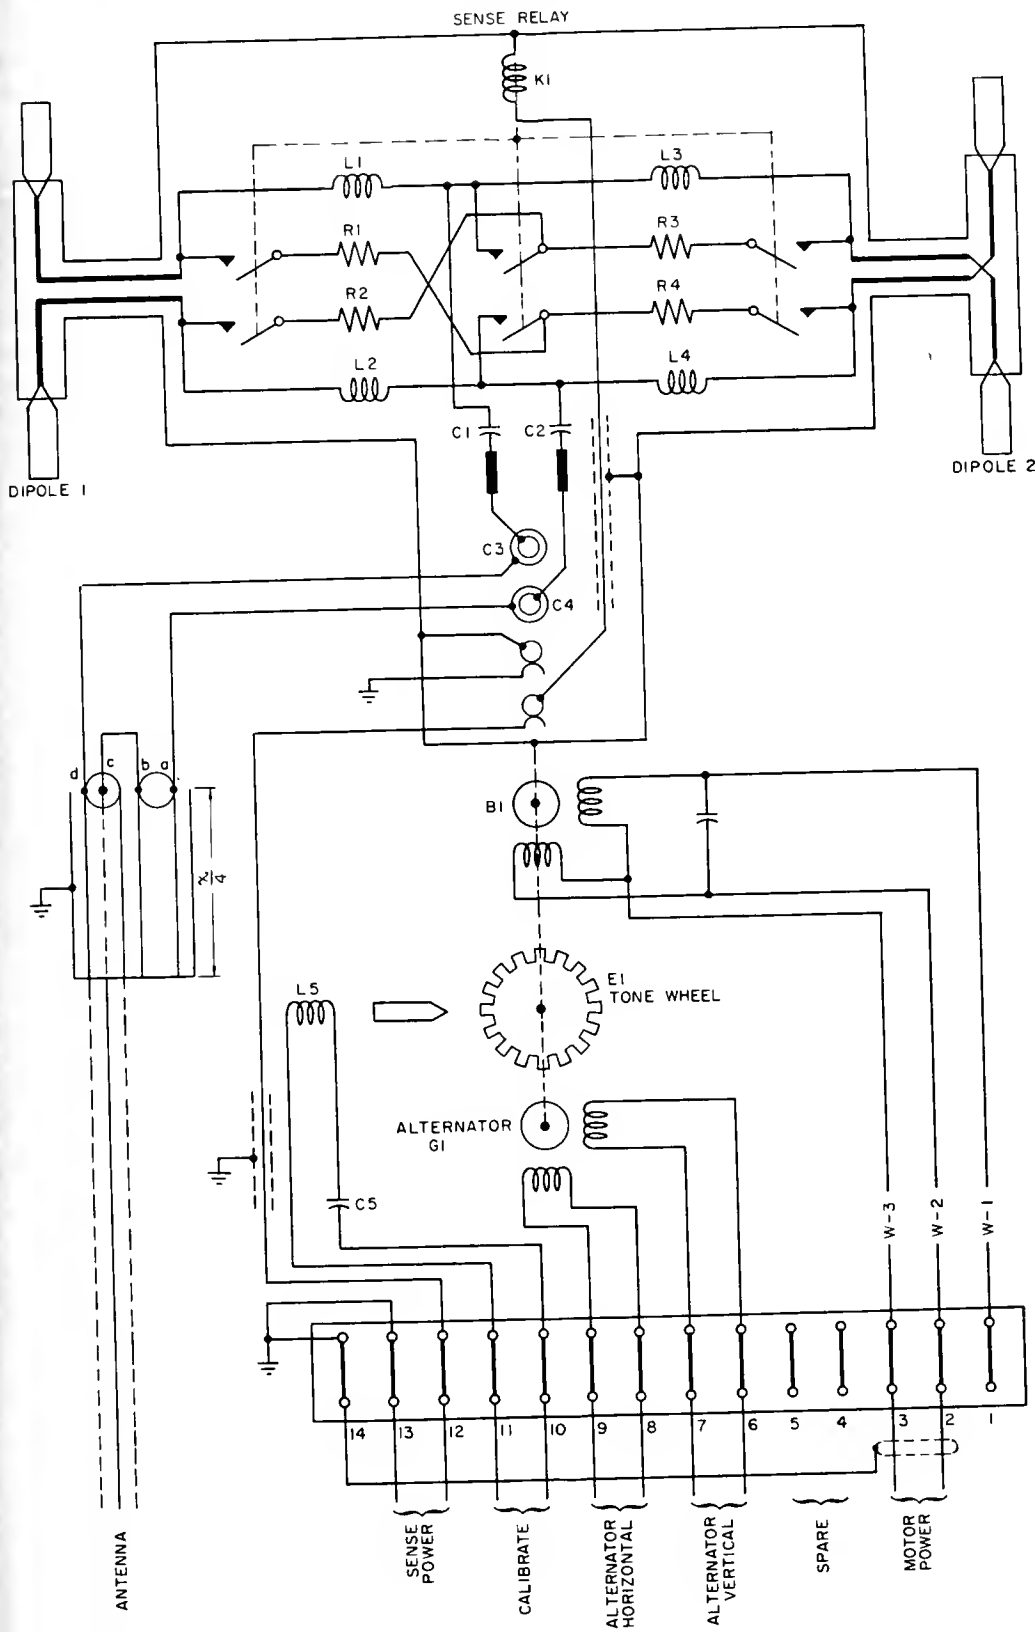 SENSE RELAY
K1
L1
L3
R1
R3
R2
R4
L2
L4
C1
C2
DIPOLE 1
DIPOLE 2
C3
C4
d
c
b
a
B1
λ/4
E1
TONE WHEEL
L5
ALTERNATOR
G1
C5
W-3
W-2
W-1
14
13
12
11
10
9
8
7
6
5
4
3
2
1
ANTENNA
SENSE
POWER
CALIBRATE
ALTERNATOR
HORIZONTAL
ALTERNATOR
VERTICAL
SPARE
MOTOR
POWER